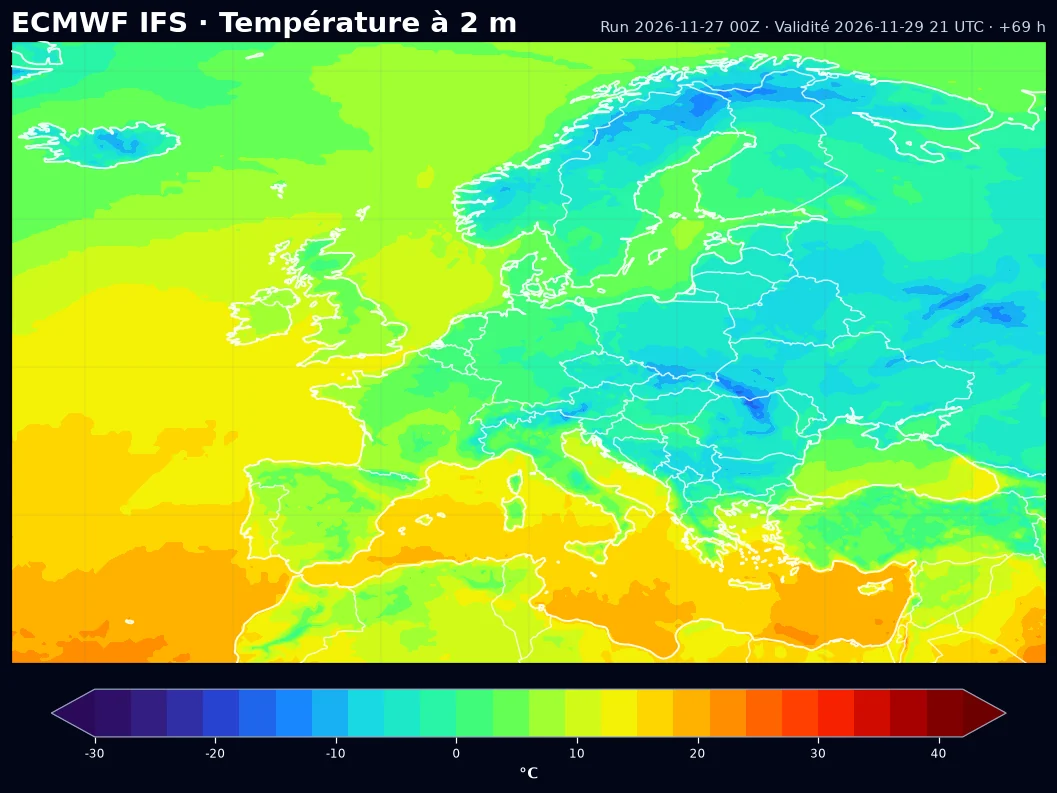 ECMWF IFS · Température à 2 m
Run 2026-11-27 00Z · Validité 2026-11-29 21 UTC · +69 h
-30 -20 -10 0 10 20 30 40
°C